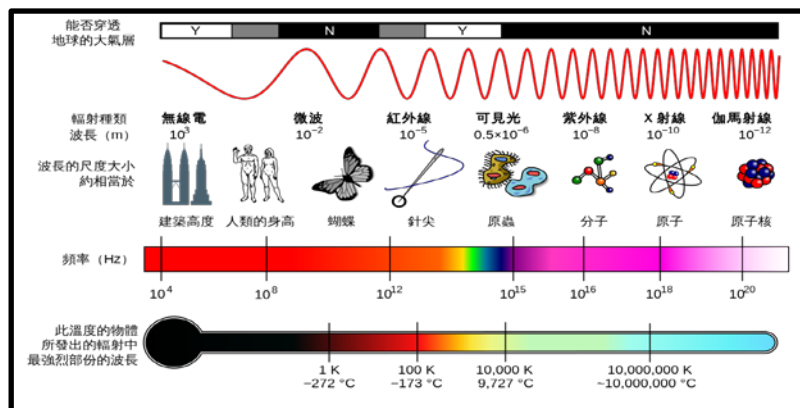 能否穿透
地球的大氣層
Y N Y N
輻射種類 無線電 微波 紅外線 可見光 紫外線 X射線 伽馬射線
波長（m） 10³ 10⁻² 10⁻⁵ 0.5×10⁻⁶ 10⁻⁸ 10⁻¹⁰ 10⁻¹²
波長的尺度大小
約相當於
建築高度 人類的身高 蝴蝶 針尖 原蟲 分子 原子 原子核
頻率（Hz）
10⁴ 10⁸ 10¹² 10¹⁵ 10¹⁶ 10¹⁸ 10²⁰
此溫度的物體
所發出的輻射中
最強烈部份的波長
1 K 100 K 10,000 K 10,000,000 K
−272 °C −173 °C 9,727 °C ~10,000,000 °C